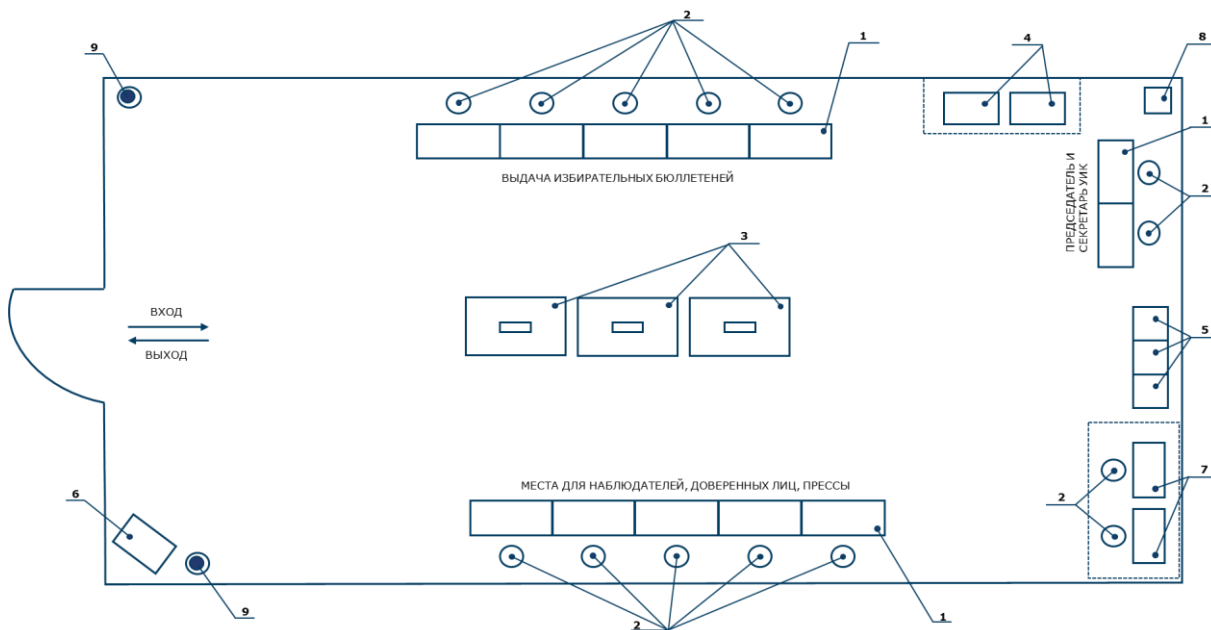 2
1
4
8
9
1
ВЫДАЧА ИЗБИРАТЕЛЬНЫХ БЮЛЛЕТЕНЕЙ
ПРЕДСЕДАТЕЛЬ И
СЕКРЕТАРЬ УИК
2
3
ВХОД
ВЫХОД
5
МЕСТА ДЛЯ НАБЛЮДАТЕЛЕЙ, ДОВЕРЕННЫХ ЛИЦ, ПРЕССЫ
6
2
7
9
2
1